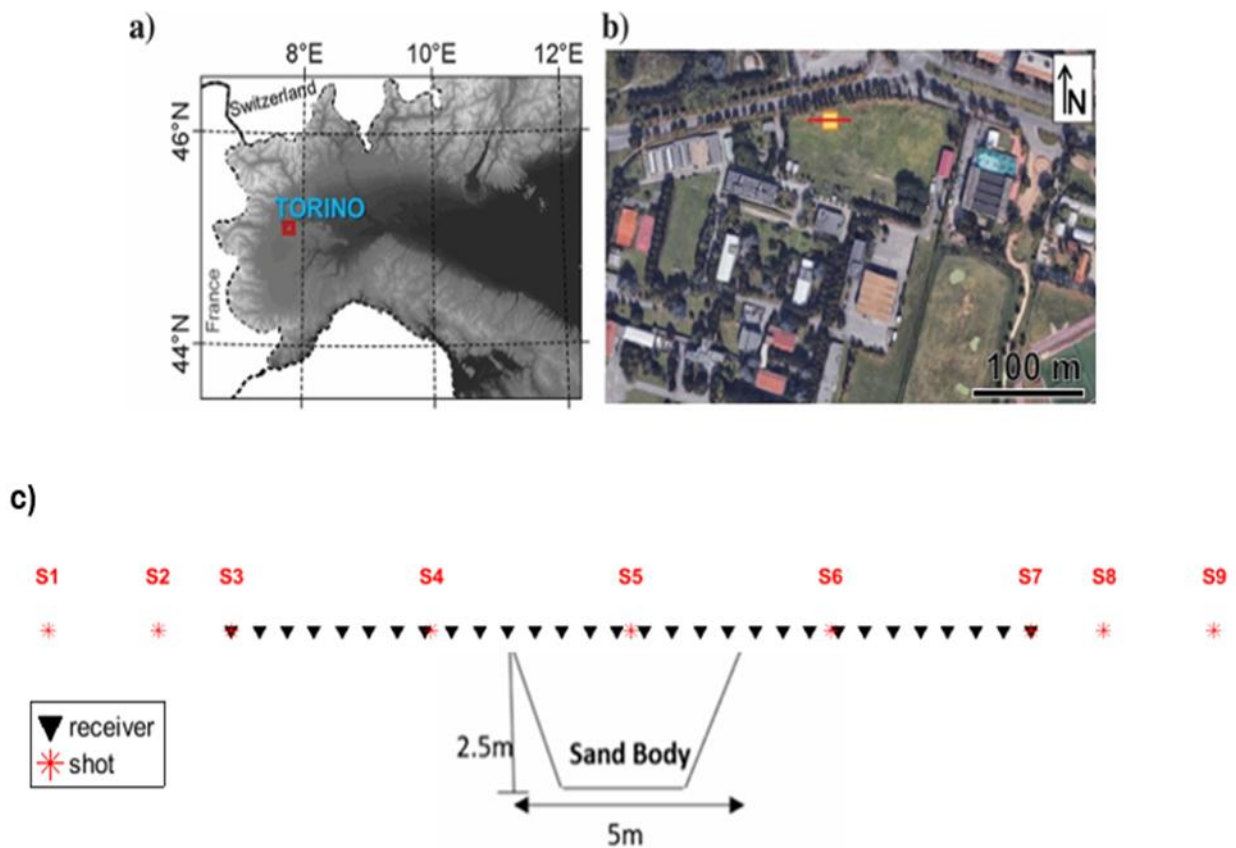 a)
8°E 10°E 12°E
46°N
44°N
Switzerland
TORINO
France
b)
N
100 m
c)
S1 S2 S3 S4 S5 S6 S7 S8 S9
receiver
shot
2.5m
Sand Body
5m